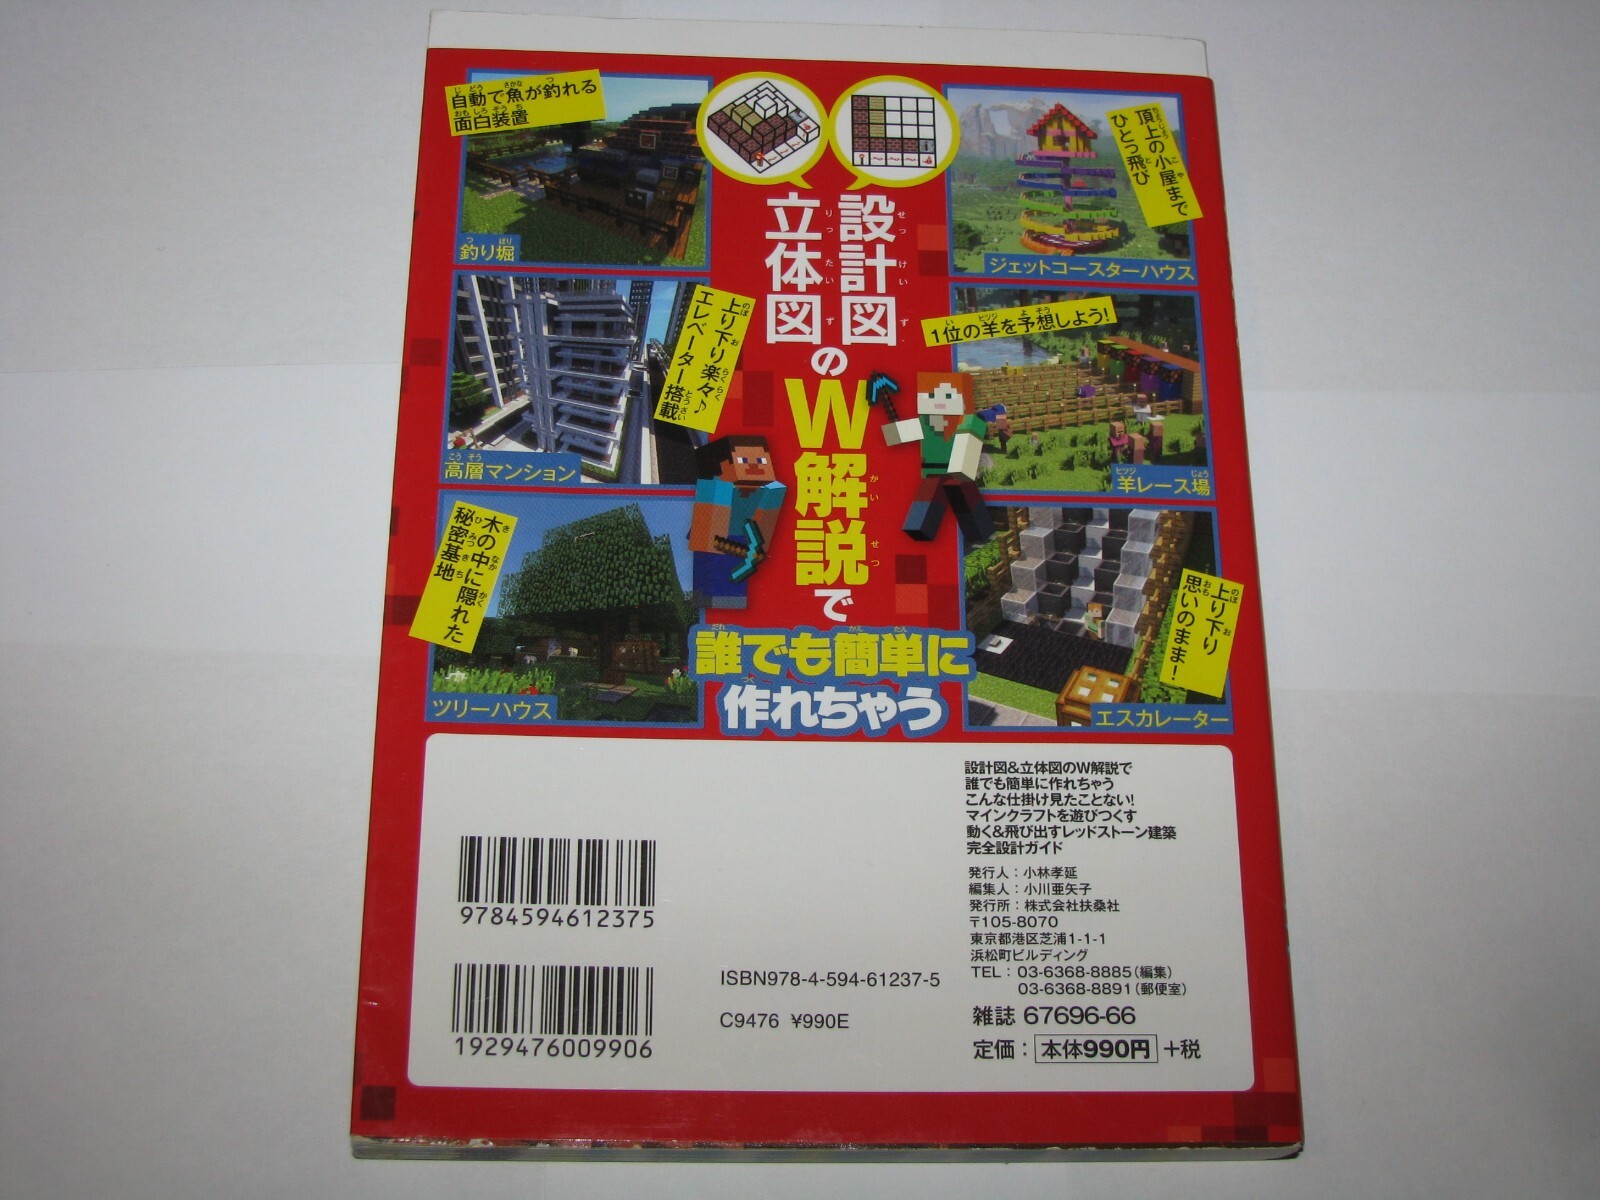 自動で魚が釣れる
面白装置
釣り堀
上り下り楽々♪
エレベーター搭載
高層マンション
木の中に隠れた
秘密基地
ツリーハウス
設計図
立体図
のW解説で
誰でも簡単に
作れちゃう
頂上の小屋まで
ひとっ飛び
ジェットコースターハウス
1位の羊を予想しよう!
羊レース場
上り下り
思いのまま!
エスカレーター
9784594612375
1929476009906
ISBN978-4-594-61237-5
C9476 ¥990E
設計図&立体図のW解説で
誰でも簡単に作れちゃう
こんな仕掛け見たことない!
マインクラフトを遊びつくす
動く&飛び出すレッドストーン建築
完全設計ガイド
発行人：小林孝延
編集人：小川亜矢子
発行所：株式会社扶桑社
〒105-8070
東京都港区芝浦1-1-1
浜松町ビルディング
TEL：03-6368-8885(編集)
03-6368-8891(郵便室)
雑誌 67696-66
定価：本体990円+税